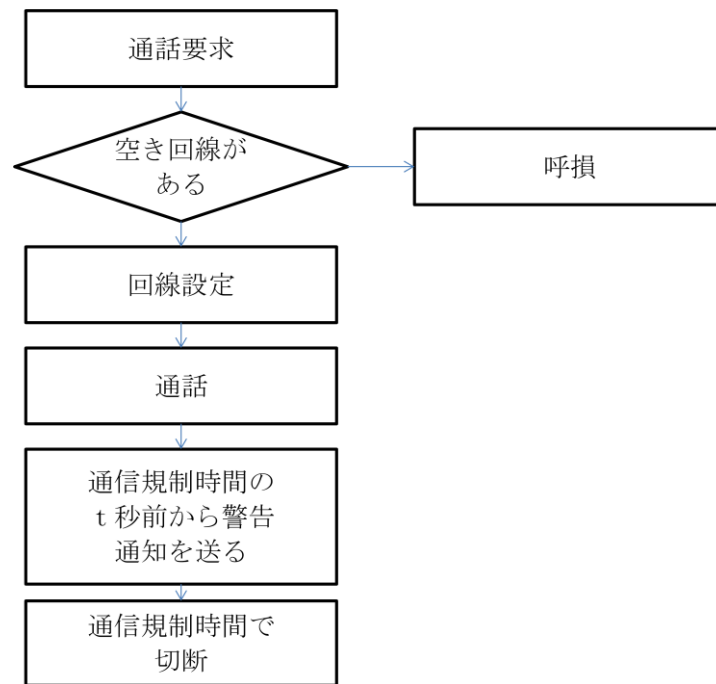 通話要求
空き回線が
ある
呼損
回線設定
通話
通信規制時間の
t 秒前から警告
通知を送る
通信規制時間で
切断